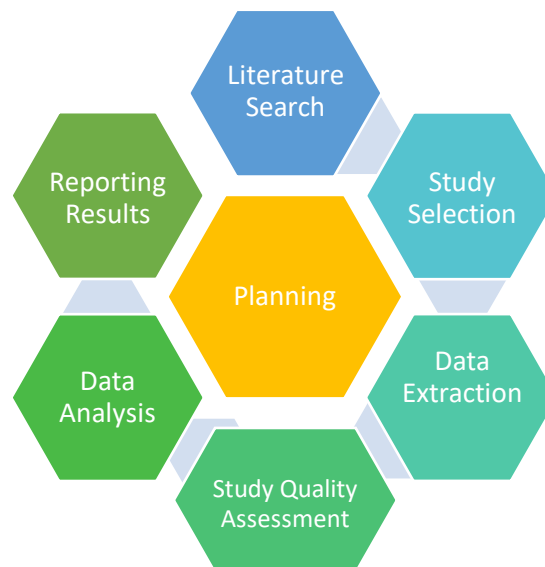 Literature
Search
Study
Selection
Data
Extraction
Study Quality
Assessment
Data
Analysis
Reporting
Results
Planning